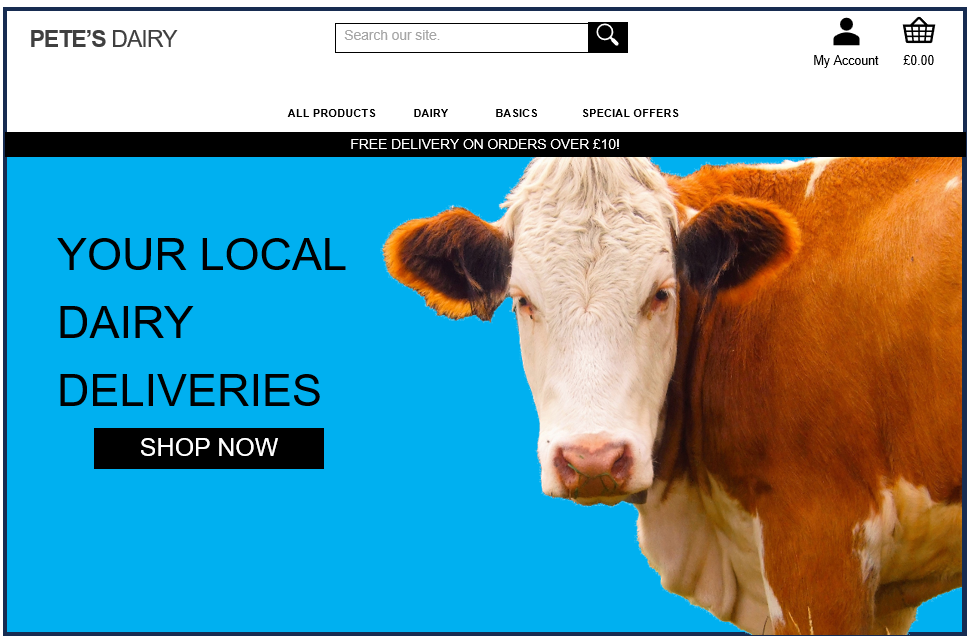 PETE'S DAIRY
Search our site.
My Account
£0.00
ALL PRODUCTS
DAIRY
BASICS
SPECIAL OFFERS
FREE DELIVERY ON ORDERS OVER £10!
YOUR LOCAL
DAIRY
DELIVERIES
SHOP NOW